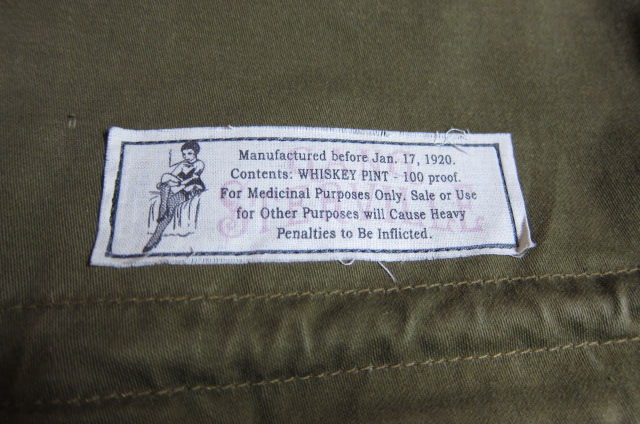 Manufactured before Jan. 17, 1920.
Contents: WHISKEY PINT - 100 proof.
For Medicinal Purposes Only. Sale or Use
for Other Purposes will Cause Heavy
Penalties to Be Inflicted.